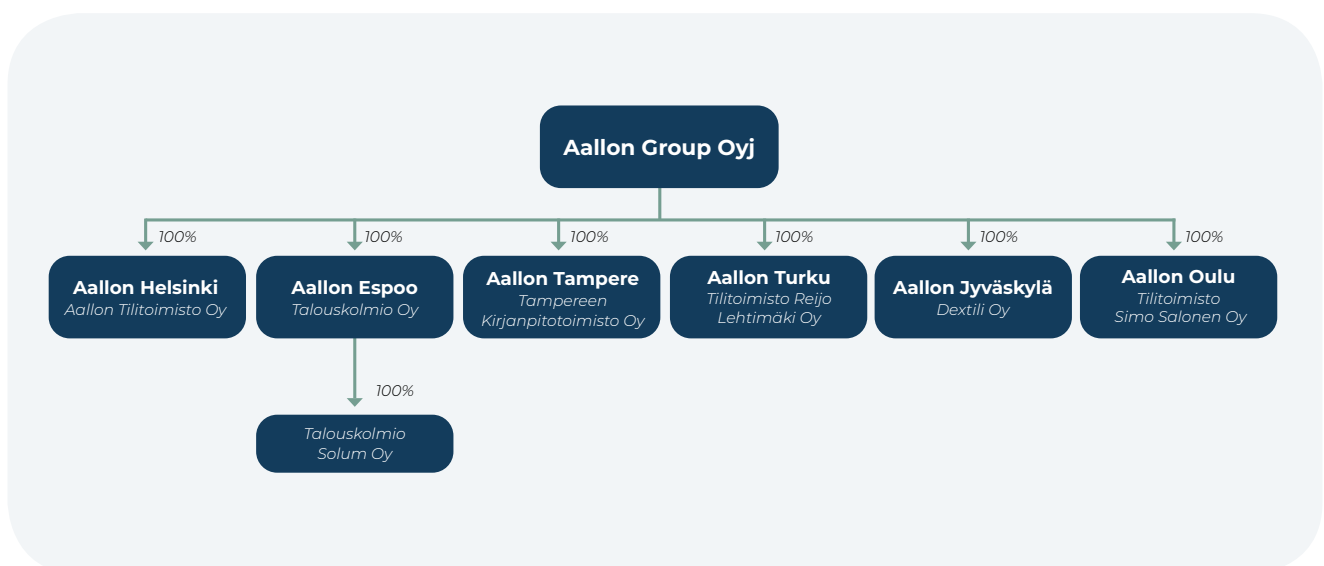 Aallon Group Oyj
100%
100%
100%
100%
100%
100%
Aallon Helsinki
Aallon Tilitoimisto Oy
Aallon Espoo
Talouskolmio Oy
Aallon Tampere
Tampereen
Kirjanpitotoimisto Oy
Aallon Turku
Tilitoimisto Reijo
Lehtimäki Oy
Aallon Jyväskylä
Dextili Oy
Aallon Oulu
Tilitoimisto
Simo Salonen Oy
100%
Talouskolmio
Solum Oy